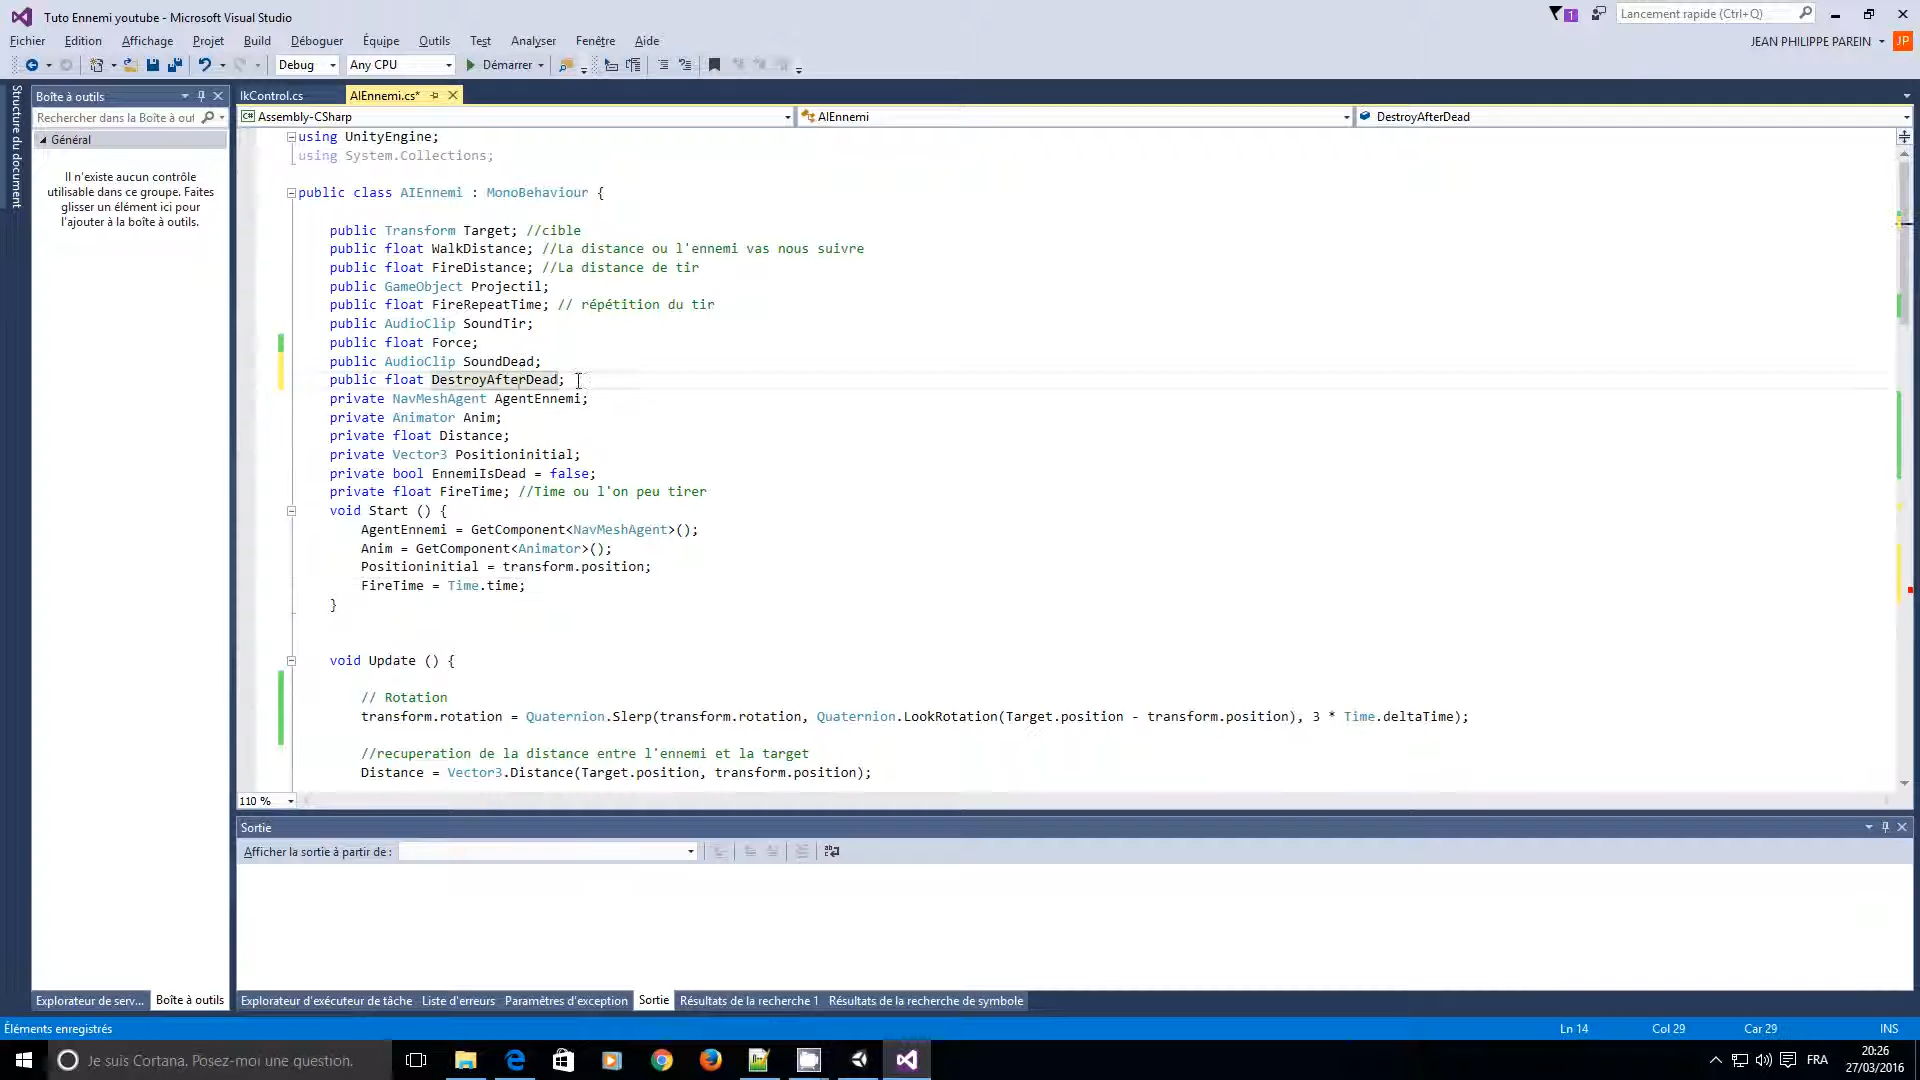 Tuto Ennemi youtube - Microsoft Visual Studio
1
Lancement rapide (Ctrl+Q)
Fichier Edition Affichage Projet Build Déboguer Équipe Outils Test Analyser Fenêtre Aide
JEAN PHILIPPE PAREIN JP
Debug Any CPU Démarrer
Structure du document
Boîte à outils
Rechercher dans la Boîte à out
Général
Il n'existe aucun contrôle
utilisable dans ce groupe. Faites
glisser un élément ici pour
l'ajouter à la boîte à outils.
IkControl.cs AIEnnemi.cs*
C# Assembly-CSharp AIEnnemi DestroyAfterDead
using UnityEngine;
using System.Collections;
public class AIEnnemi : MonoBehaviour {
public Transform Target; //cible
public float WalkDistance; //La distance ou l'ennemi vas nous suivre
public float FireDistance; //La distance de tir
public GameObject Projectil;
public float FireRepeatTime; // répétition du tir
public AudioClip SoundTir;
public float Force;
public AudioClip SoundDead;
public float DestroyAfterDead;
private NavMeshAgent AgentEnnemi;
private Animator Anim;
private float Distance;
private Vector3 Positioninitial;
private bool EnnemiIsDead = false;
private float FireTime; //Time ou l'on peu tirer
void Start () {
AgentEnnemi = GetComponent<NavMeshAgent>();
Anim = GetComponent<Animator>();
Positioninitial = transform.position;
FireTime = Time.time;
}
void Update () {
// Rotation
transform.rotation = Quaternion.Slerp(transform.rotation, Quaternion.LookRotation(Target.position - transform.position), 3 * Time.deltaTime);
//recuperation de la distance entre l'ennemi et la target
Distance = Vector3.Distance(Target.position, transform.position);
110 %
Sortie
Afficher la sortie à partir de :
Explorateur de serv... Boîte à outils
Explorateur d'exécuteur de tâche Liste d'erreurs Paramètres d'exception Sortie Résultats de la recherche 1 Résultats de la recherche de symbole
Éléments enregistrés Ln 14 Col 29 Car 29 INS
Je suis Cortana. Posez-moi une question.
FRA
20:26
27/03/2016